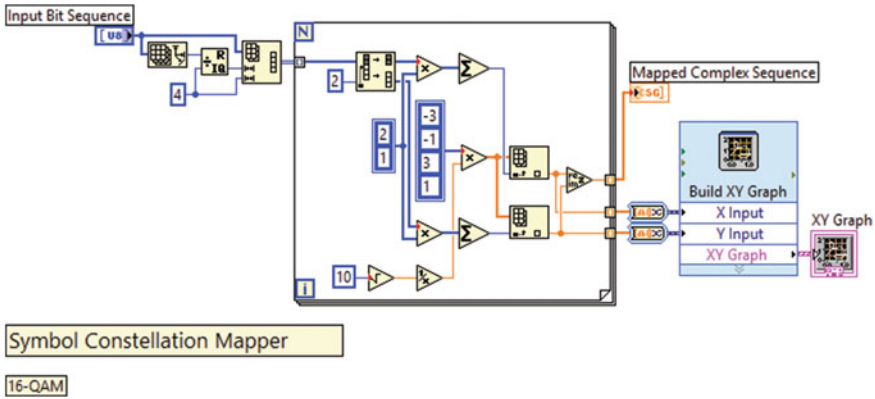 Input Bit Sequence
[U8]
R
IQ
4
N
2
2
1
-3
-1
3
1
10
i
Mapped Complex Sequence
Build XY Graph
X Input
Y Input
XY Graph
XY Graph
Symbol Constellation Mapper
16-QAM